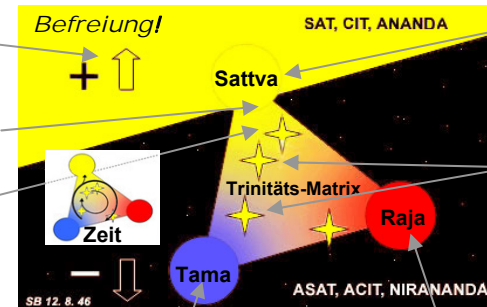 Befreiung!
SAT, CIT, ANANDA
+
Sattva
Trinitäts-Matrix
Zeit
Raja
–
Tama
SB 12. 8. 46
ASAT, ACIT, NIRANANDA